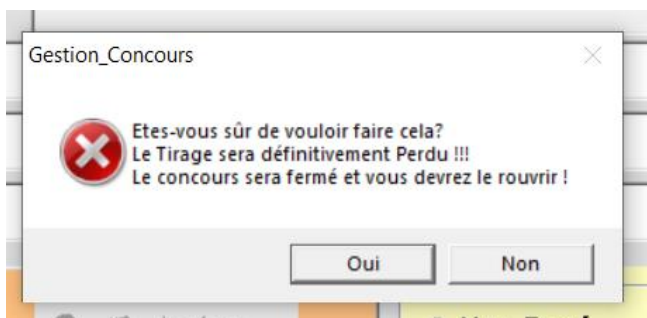 Gestion_Concours
Etes-vous sûr de vouloir faire cela?
Le Tirage sera définitivement Perdu !!!
Le concours sera fermé et vous devrez le rouvrir !
Oui
Non